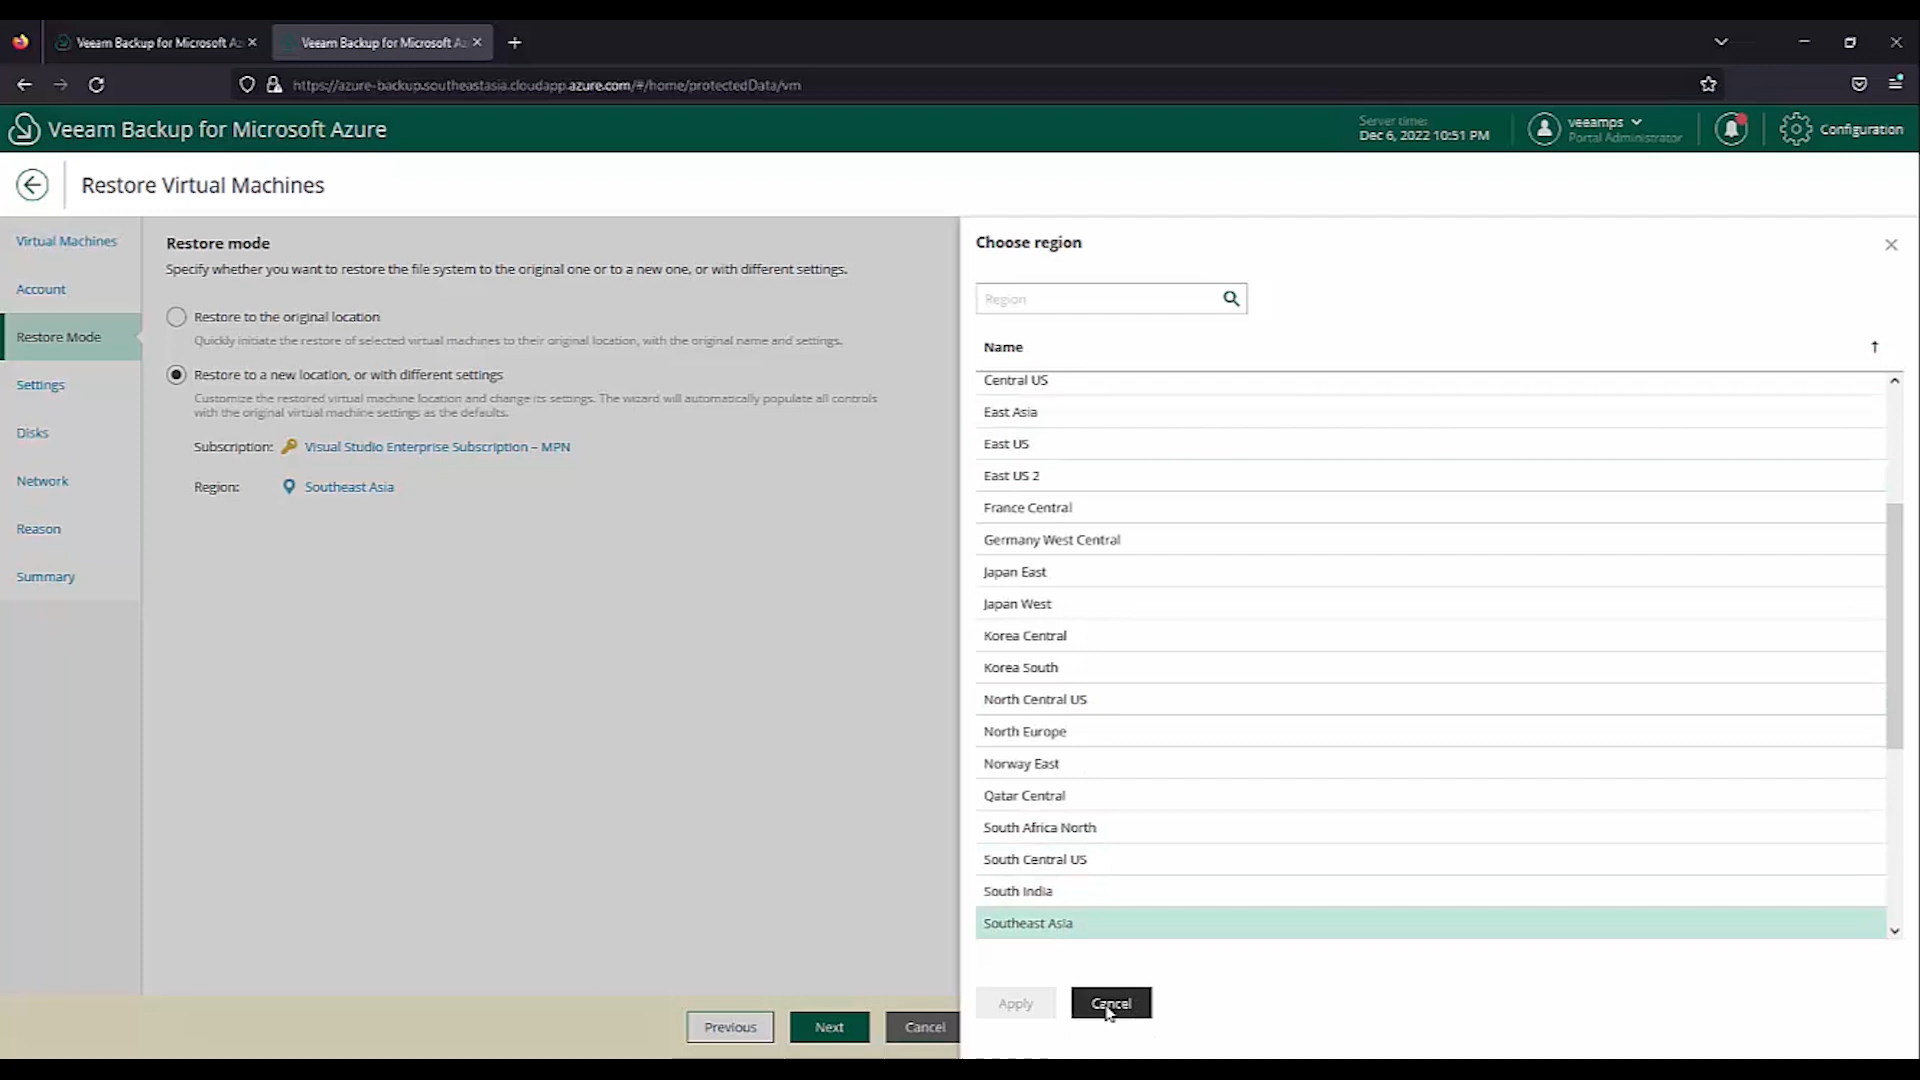 Veeam Backup for Microsoft Az
Veeam Backup for Microsoft Az
https://azure-backup.southeastasia.cloudapp.azure.com/#/home/protectedData/vm
Veeam Backup for Microsoft Azure
Server time:
Dec 6, 2022 10:51 PM
veeamps
Portal Administrator
Configuration
Restore Virtual Machines
Virtual Machines
Account
Restore Mode
Settings
Disks
Network
Reason
Summary
Restore mode
Specify whether you want to restore the file system to the original one or to a new one, or with different settings.
Restore to the original location
Quickly initiate the restore of selected virtual machines to their original location, with the original name and settings.
Restore to a new location, or with different settings
Customize the restored virtual machine location and change its settings. The wizard will automatically populate all controls
with the original virtual machine settings as the defaults.
Subscription: Visual Studio Enterprise Subscription – MPN
Region: Southeast Asia
Previous
Next
Cancel
Choose region
Region
Name
Central US
East Asia
East US
East US 2
France Central
Germany West Central
Japan East
Japan West
Korea Central
Korea South
North Central US
North Europe
Norway East
Qatar Central
South Africa North
South Central US
South India
Southeast Asia
Apply
Cancel